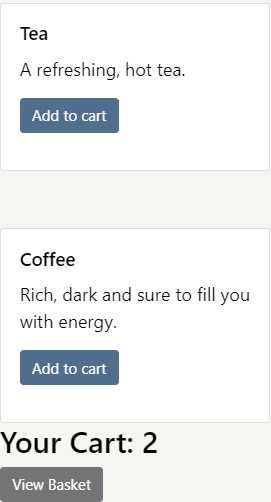 Tea
A refreshing, hot tea.
Add to cart
Coffee
Rich, dark and sure to fill you
with energy.
Add to cart
Your Cart: 2
View Basket